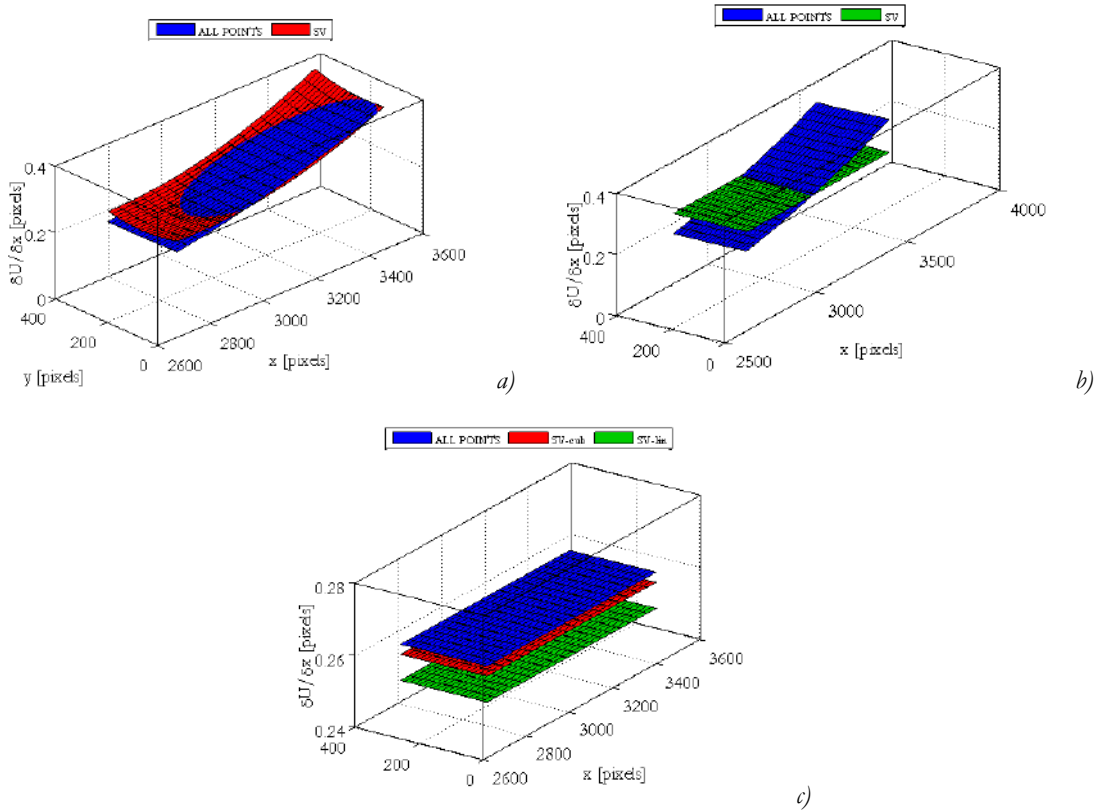 ALL POINTS SV
0.4
0.2
0
δU/δx [pixels]
400
200
0
y [pixels]
2600
2800
3000
3200
3400
3600
x [pixels]
a)
ALL POINTS SV
0.4
0.2
0
δU/δx [pixels]
400
200
0
2500
3000
3500
4000
x [pixels]
b)
ALL POINTS SV-cub SV-lin
0.28
0.26
0.24
δU/δx [pixels]
400
200
0
2600
2800
3000
3200
3400
3600
x [pixels]
c)